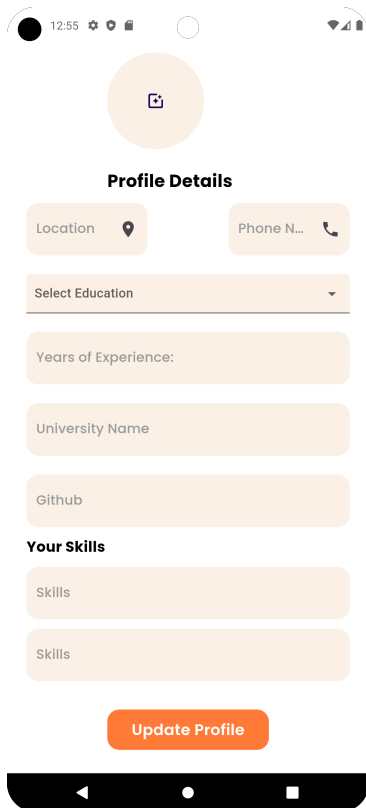 12:55
Profile Details
Location
Phone N...
Select Education
Years of Experience:
University Name
Github
Your Skills
Skills
Skills
Update Profile